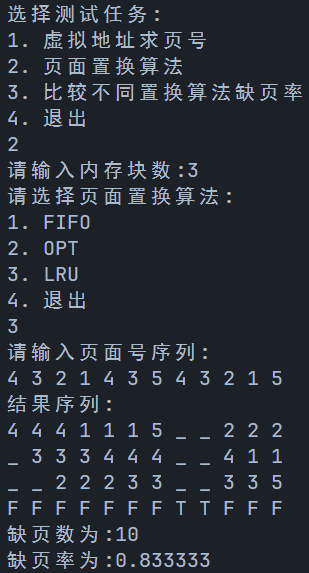 选择测试任务:
1. 虚拟地址求页号
2. 页面置换算法
3. 比较不同置换算法缺页率
4. 退出
2
请输入内存块数:3
请选择页面置换算法:
1. FIFO
2. OPT
3. LRU
4. 退出
3
请输入页面号序列:
4 3 2 1 4 3 5 4 3 2 1 5
结果序列:
4 4 4 1 1 1 5 _ _ 2 2 2
_ 3 3 3 4 4 4 _ _ 4 1 1
_ _ 2 2 2 3 3 _ _ 3 3 5
F F F F F F F T T F F F
缺页数为:10
缺页率为:0.833333